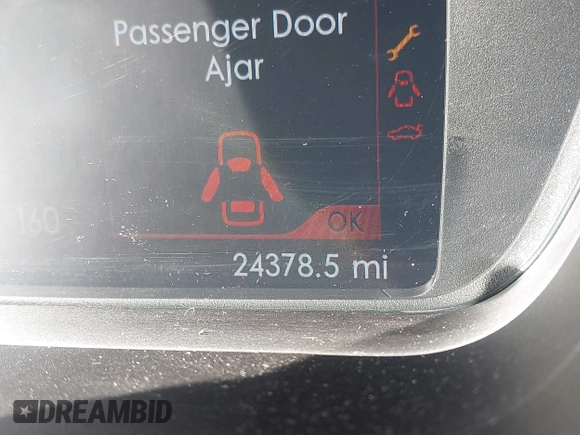 Passenger Door
Ajar
160
OK
24378.5 mi
DREAMBID